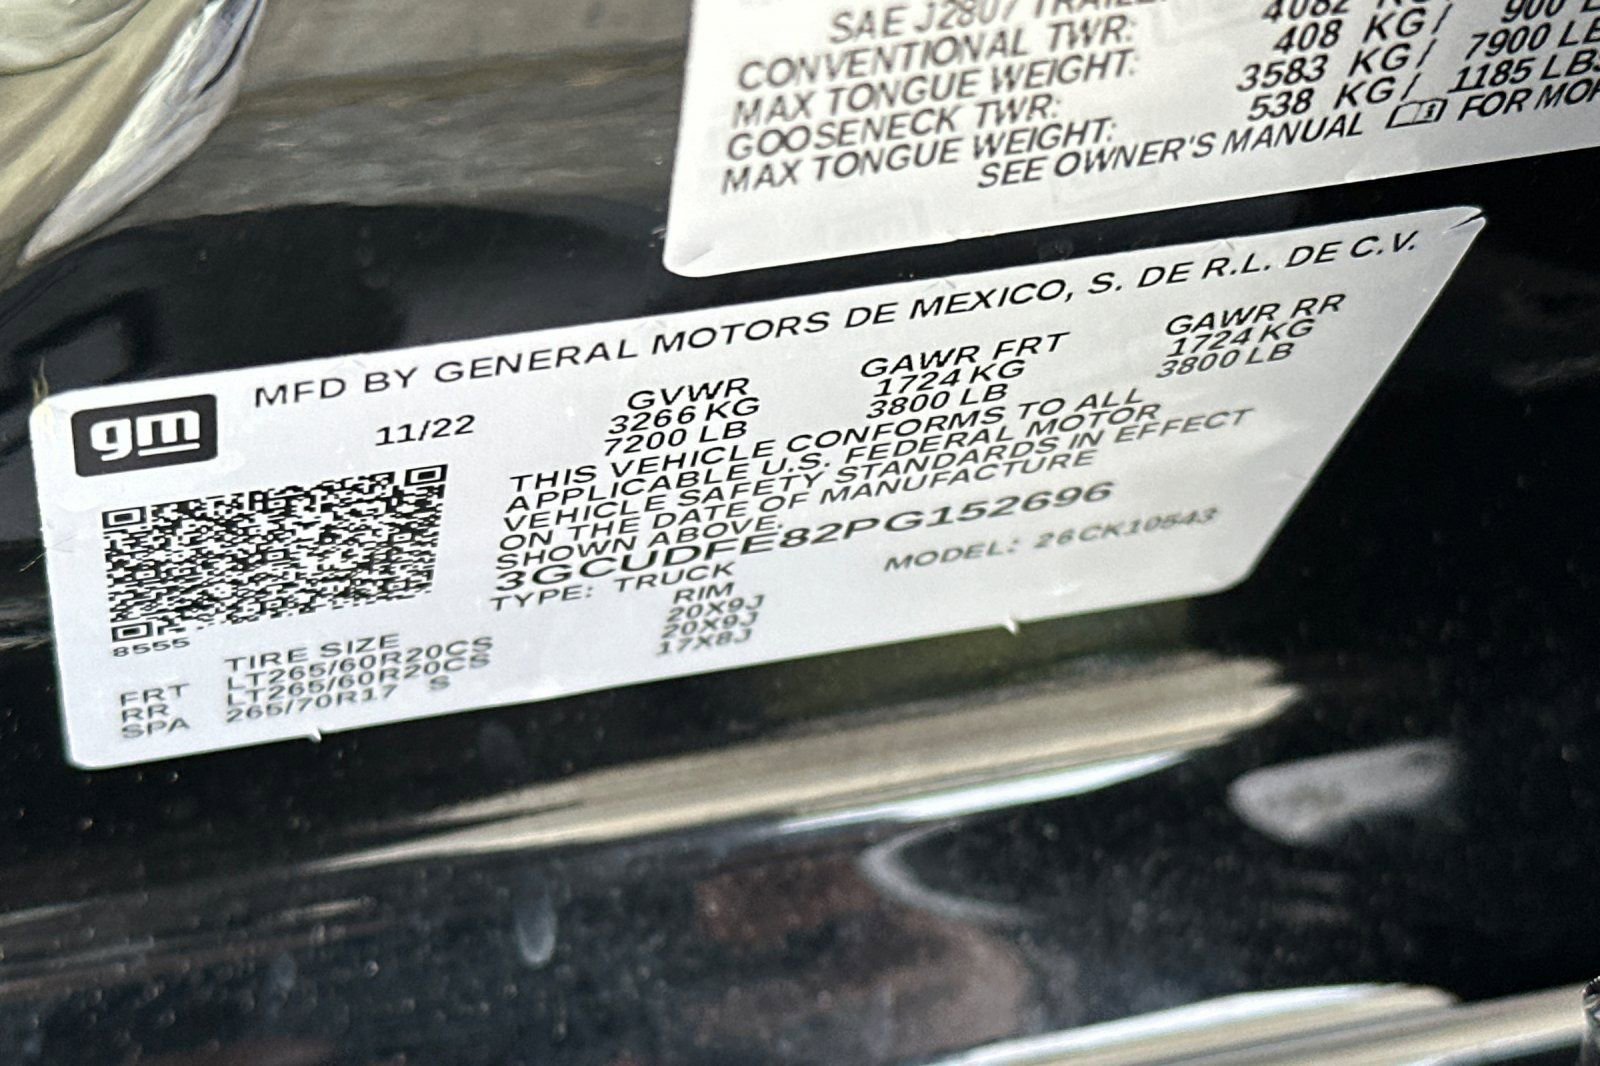 SAE J2807 TRAILE
CONVENTIONAL TWR: 4082
MAX TONGUE WEIGHT: 408 KG/ 900
GOOSENECK TWR: 3583 KG/ 7900 LB
MAX TONGUE WEIGHT: 538 KG/ 1185 LBS
SEE OWNER'S MANUAL FOR MOR
MFD BY GENERAL MOTORS DE MEXICO, S. DE R.L. DE C.V.
gm
11/22
GVWR GAWR FRT GAWR RR
3266 KG 1724 KG 1724 KG
7200 LB 3800 LB 3800 LB
THIS VEHICLE CONFORMS TO ALL
APPLICABLE U.S. FEDERAL MOTOR
VEHICLE SAFETY STANDARDS IN EFFECT
ON THE DATE OF MANUFACTURE
SHOWN ABOVE.
3GCUDFE82PG152696
TYPE: TRUCK MODEL: 26CK10543
8555
TIRE SIZE RIM
FRT LT265/60R20CS 20X9J
RR LT265/60R20CS 20X9J
SPA 265/70R17 S 17X8J